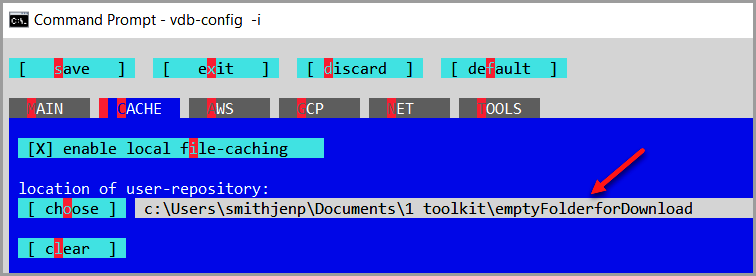 Command Prompt - vdb-config  -i
[ save ] [ exit ] [ discard ] [ default ]
MAIN CACHE AWS GCP NET TOOLS
[X] enable local file-caching
location of user-repository:
[ choose ] c:\Users\smithjenp\Documents\1 toolkit\emptyFolderforDownload
[ clear ]